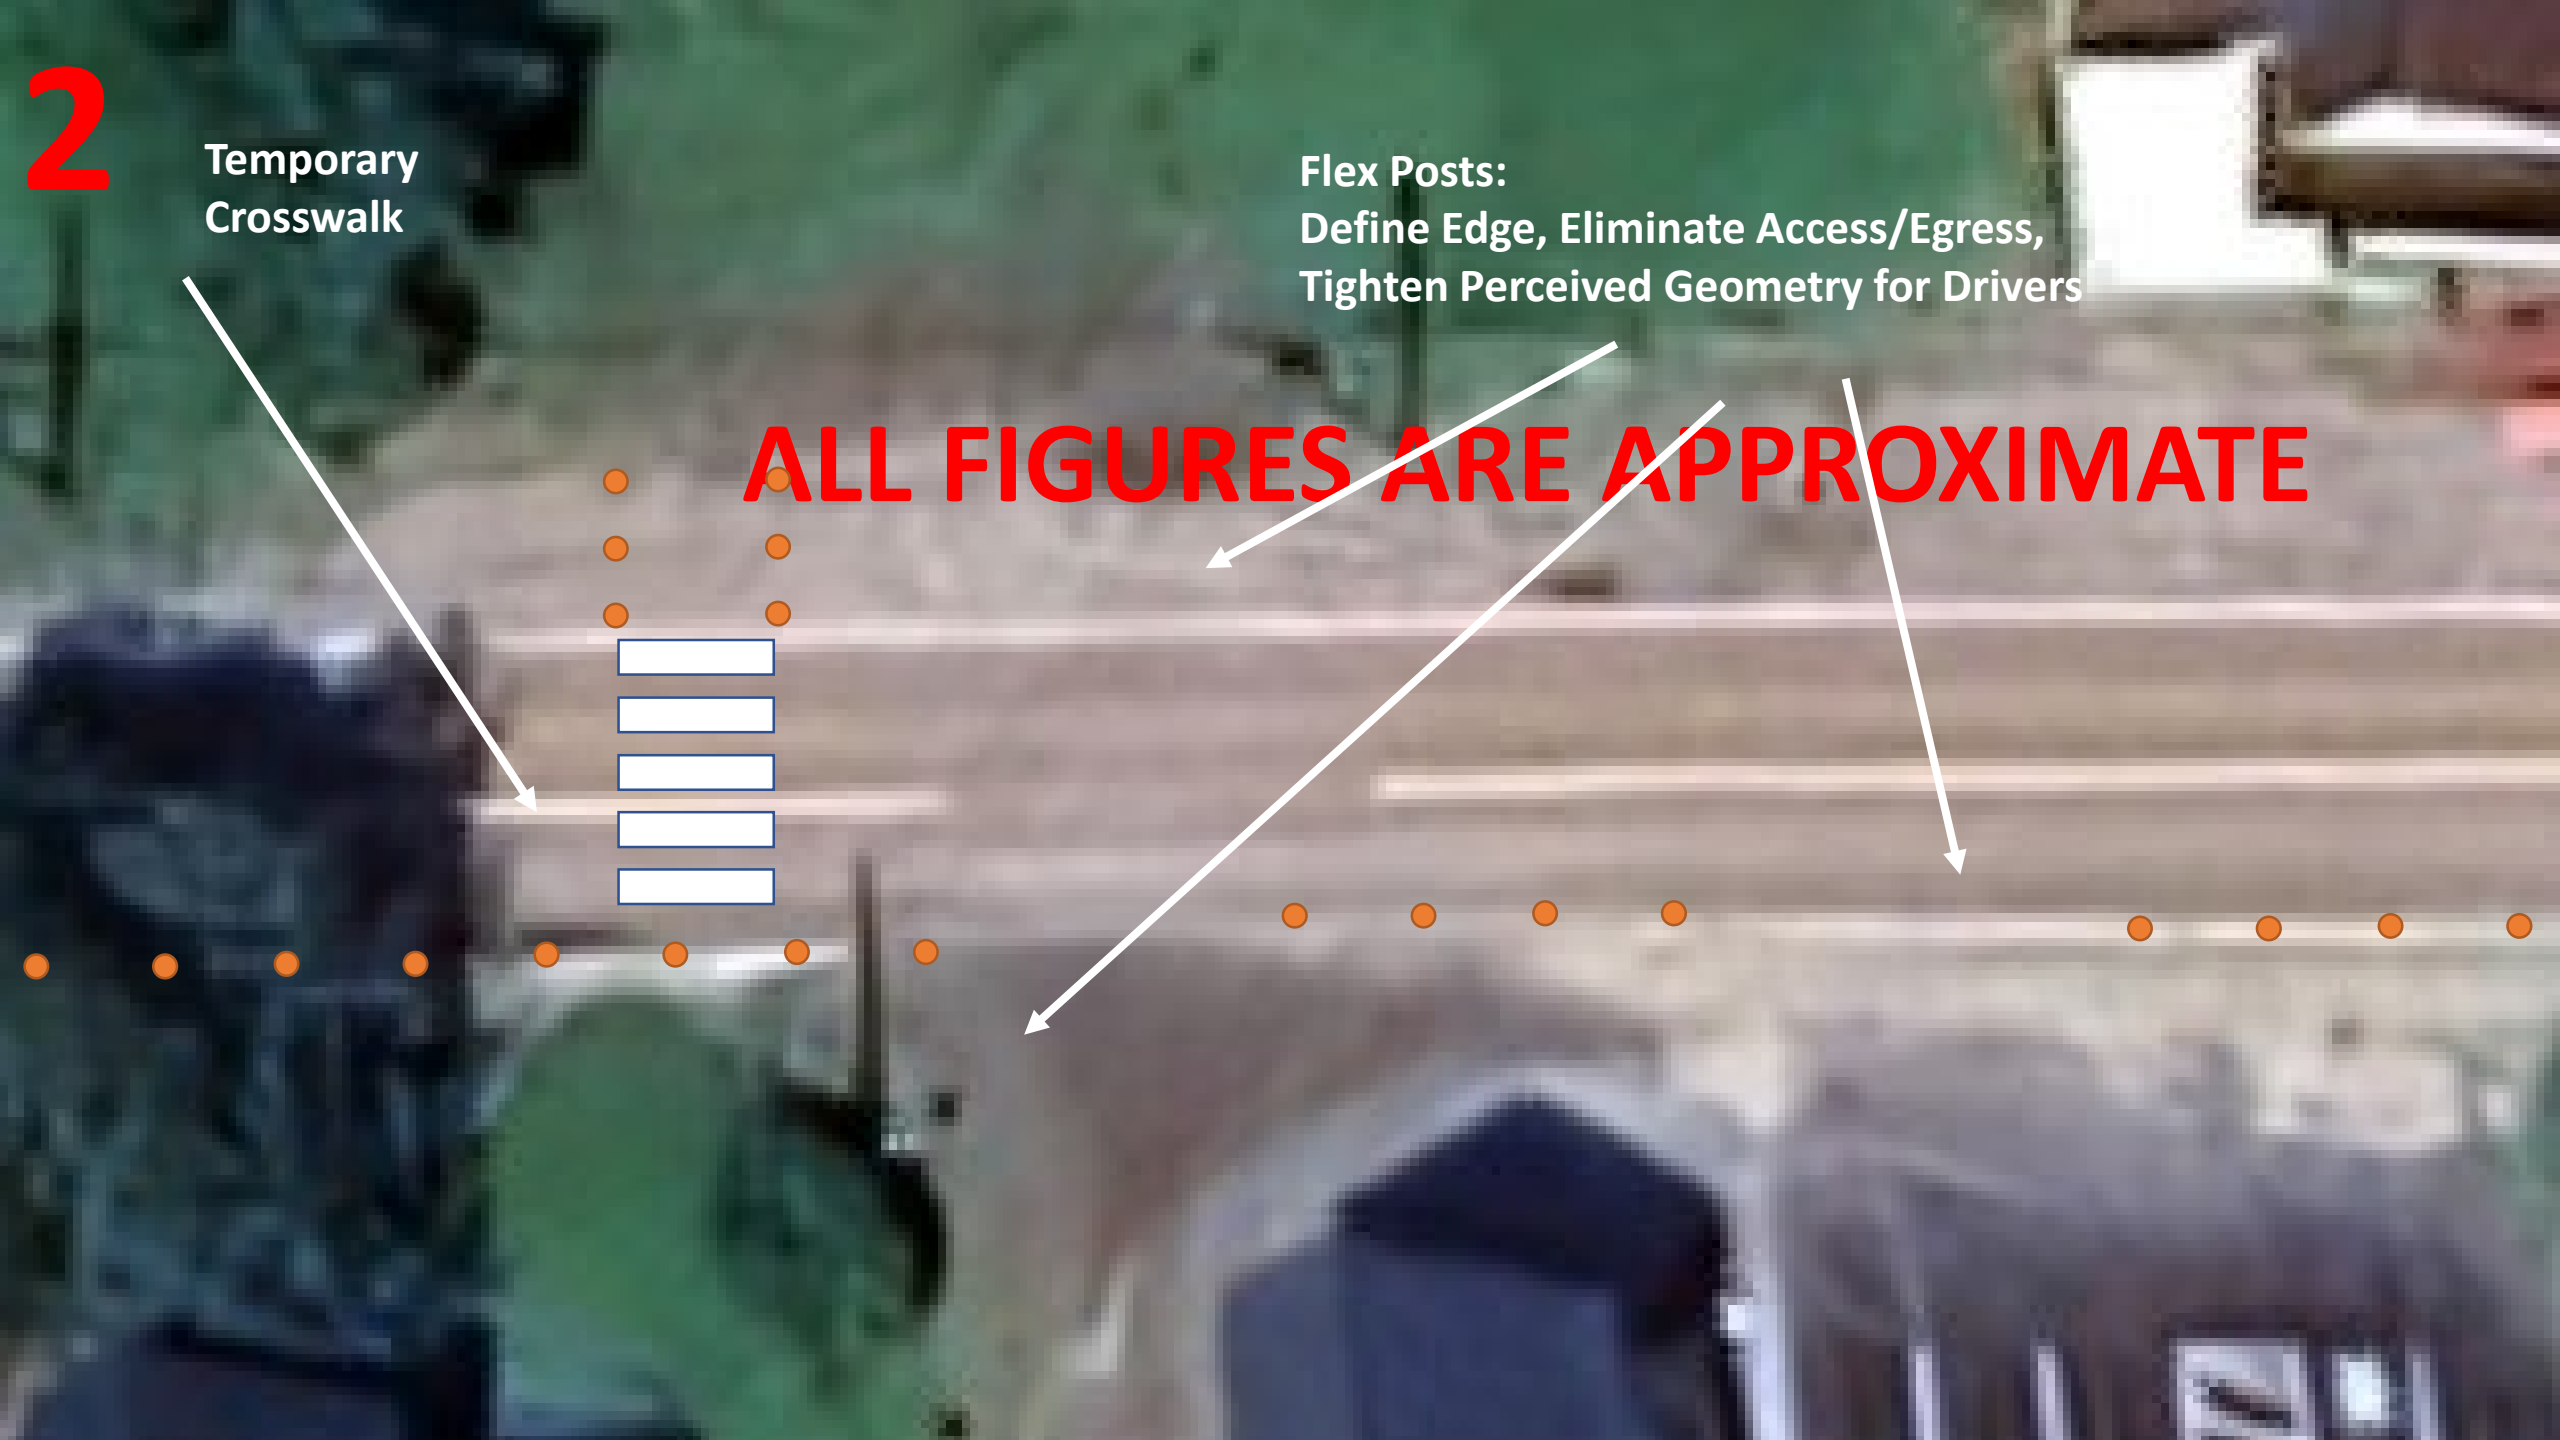 2
Temporary
Crosswalk
Flex Posts:
Define Edge, Eliminate Access/Egress,
Tighten Perceived Geometry for Drivers
ALL FIGURES ARE APPROXIMATE